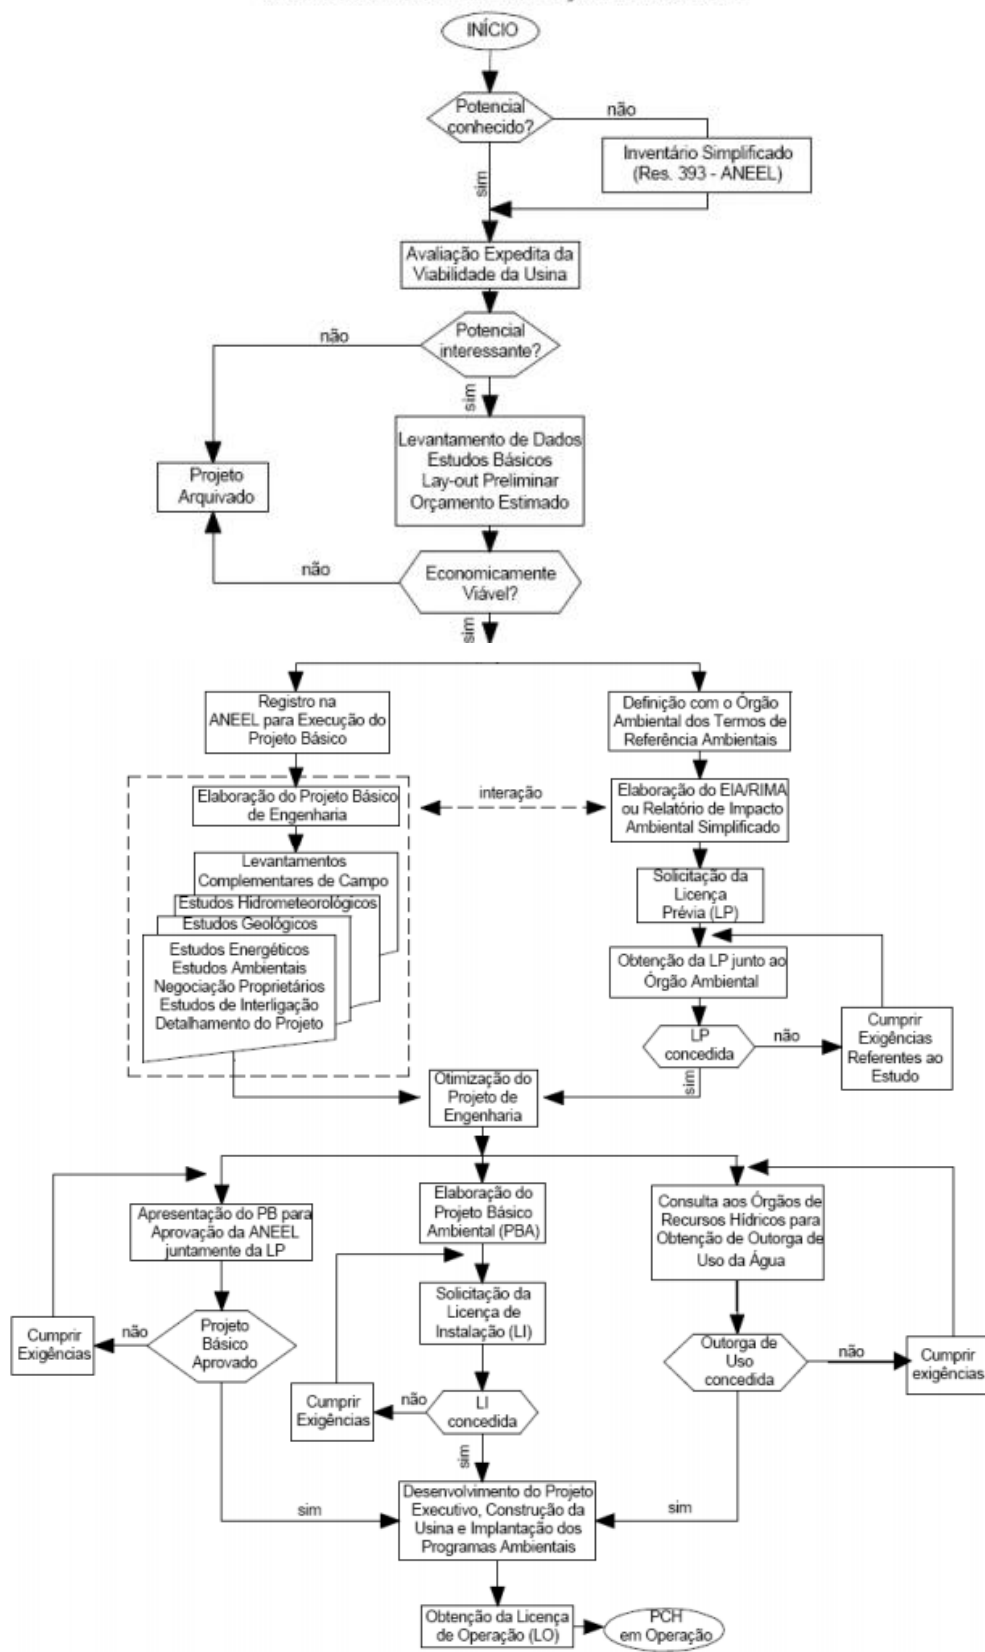 INÍCIO
Potencial
conhecido?
não
Inventário Simplificado
(Res. 393 - ANEEL)
sim
Avaliação Expedita da
Viabilidade da Usina
Potencial
interessante?
não
sim
Levantamento de Dados
Estudos Básicos
Lay-out Preliminar
Orçamento Estimado
Projeto
Arquivado
Economicamente
Viável?
não
sim
Registro na
ANEEL para Execução do
Projeto Básico
Definição com o Órgão
Ambiental dos Termos de
Referência Ambientais
Elaboração do Projeto Básico
de Engenharia
interação
Elaboração do EIA/RIMA
ou Relatório de Impacto
Ambiental Simplificado
Levantamentos
Complementares de Campo
Estudos Hidrometeorológicos
Estudos Geológicos
Estudos Energéticos
Estudos Ambientais
Negociação Proprietários
Estudos de Interligação
Detalhamento do Projeto
Solicitação da
Licença
Prévia (LP)
Obtenção da LP junto ao
Órgão Ambiental
LP
concedida
não
Cumprir
Exigências
Referentes ao
Estudo
sim
Otimização do
Projeto de
Engenharia
Apresentação do PB para
Aprovação da ANEEL
juntamente da LP
Elaboração do
Projeto Básico
Ambiental (PBA)
Consulta aos Órgãos de
Recursos Hídricos para
Obtenção de Outorga de
Uso da Água
Solicitação da
Licença de
Instalação (LI)
Projeto
Básico
Aprovado
não
Cumprir
Exigências
Outorga de
Uso
concedida
não
Cumprir
exigências
LI
concedida
não
Cumprir
Exigências
sim
sim
sim
Desenvolvimento do Projeto
Executivo, Construção da
Usina e Implantação dos
Programas Ambientais
Obtenção da Licença
de Operação (LO)
PCH
em Operação